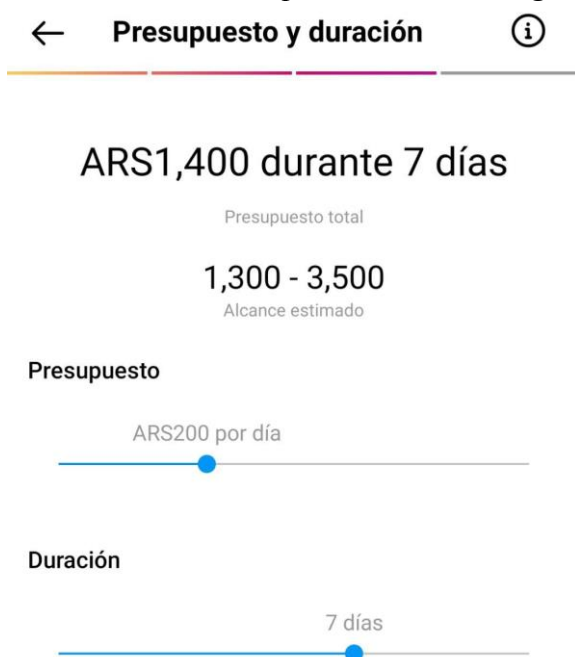 Presupuesto y duración
ARS1,400 durante 7 días
Presupuesto total
1,300 - 3,500
Alcance estimado
Presupuesto
ARS200 por día
Duración
7 días